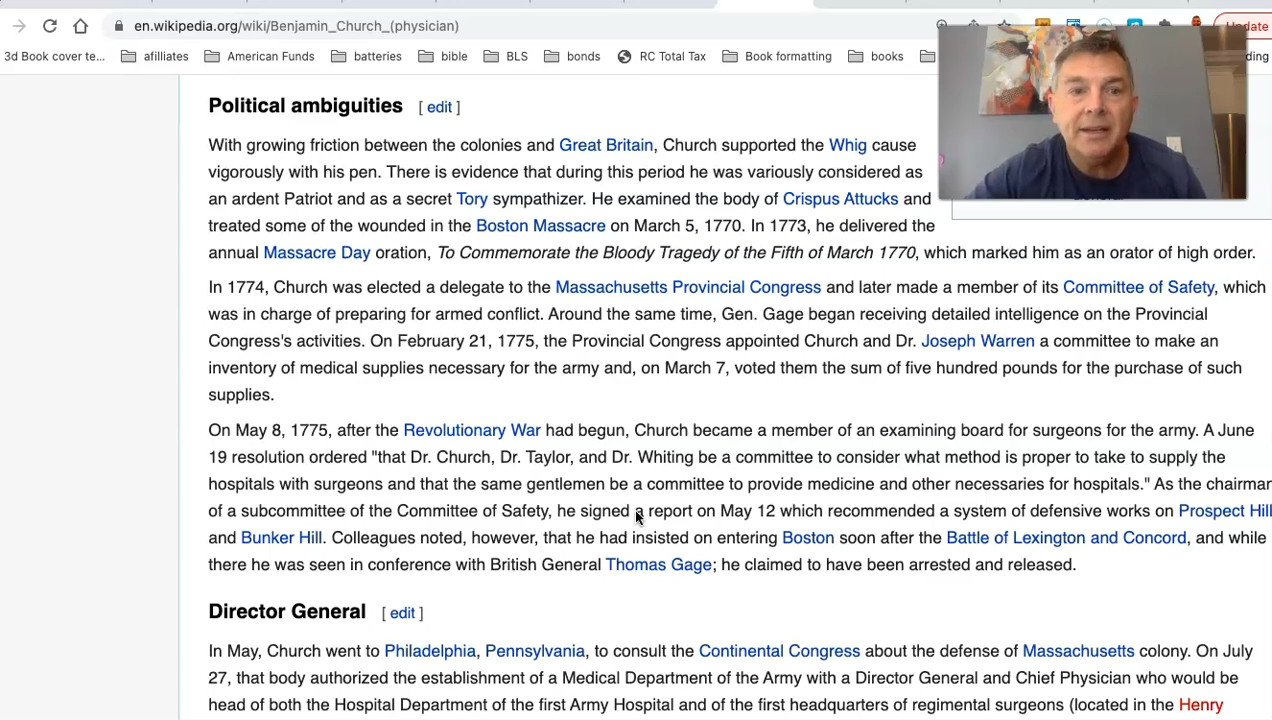 en.wikipedia.org/wiki/Benjamin_Church_(physician)
Update
3d Book cover te...
afilliates
American Funds
batteries
bible
BLS
bonds
RC Total Tax
Book formatting
books
Political ambiguities [ edit ]
With growing friction between the colonies and Great Britain, Church supported the Whig cause
vigorously with his pen. There is evidence that during this period he was variously considered as
an ardent Patriot and as a secret Tory sympathizer. He examined the body of Crispus Attucks and
treated some of the wounded in the Boston Massacre on March 5, 1770. In 1773, he delivered the
annual Massacre Day oration, To Commemorate the Bloody Tragedy of the Fifth of March 1770, which marked him as an orator of high order.
In 1774, Church was elected a delegate to the Massachusetts Provincial Congress and later made a member of its Committee of Safety, which
was in charge of preparing for armed conflict. Around the same time, Gen. Gage began receiving detailed intelligence on the Provincial
Congress's activities. On February 21, 1775, the Provincial Congress appointed Church and Dr. Joseph Warren a committee to make an
inventory of medical supplies necessary for the army and, on March 7, voted them the sum of five hundred pounds for the purchase of such
supplies.
On May 8, 1775, after the Revolutionary War had begun, Church became a member of an examining board for surgeons for the army. A June
19 resolution ordered "that Dr. Church, Dr. Taylor, and Dr. Whiting be a committee to consider what method is proper to take to supply the
hospitals with surgeons and that the same gentlemen be a committee to provide medicine and other necessaries for hospitals." As the chairman
of a subcommittee of the Committee of Safety, he signed a report on May 12 which recommended a system of defensive works on Prospect Hill
and Bunker Hill. Colleagues noted, however, that he had insisted on entering Boston soon after the Battle of Lexington and Concord, and while
there he was seen in conference with British General Thomas Gage; he claimed to have been arrested and released.
Director General [ edit ]
In May, Church went to Philadelphia, Pennsylvania, to consult the Continental Congress about the defense of Massachusetts colony. On July
27, that body authorized the establishment of a Medical Department of the Army with a Director General and Chief Physician who would be
head of both the Hospital Department of the first Army Hospital and of the first headquarters of regimental surgeons (located in the Henry